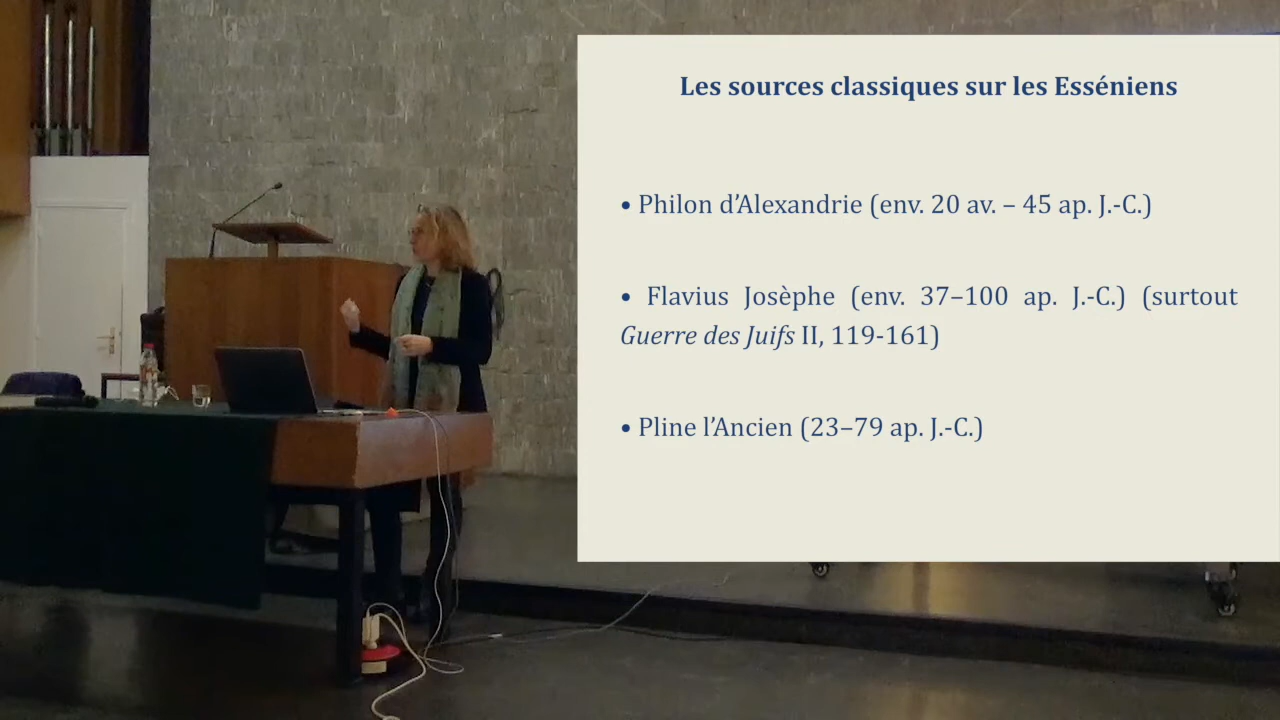 Les sources classiques sur les Esséniens
• Philon d’Alexandrie (env. 20 av. – 45 ap. J.-C.)
• Flavius Josèphe (env. 37–100 ap. J.-C.) (surtout
Guerre des Juifs II, 119-161)
• Pline l’Ancien (23–79 ap. J.-C.)